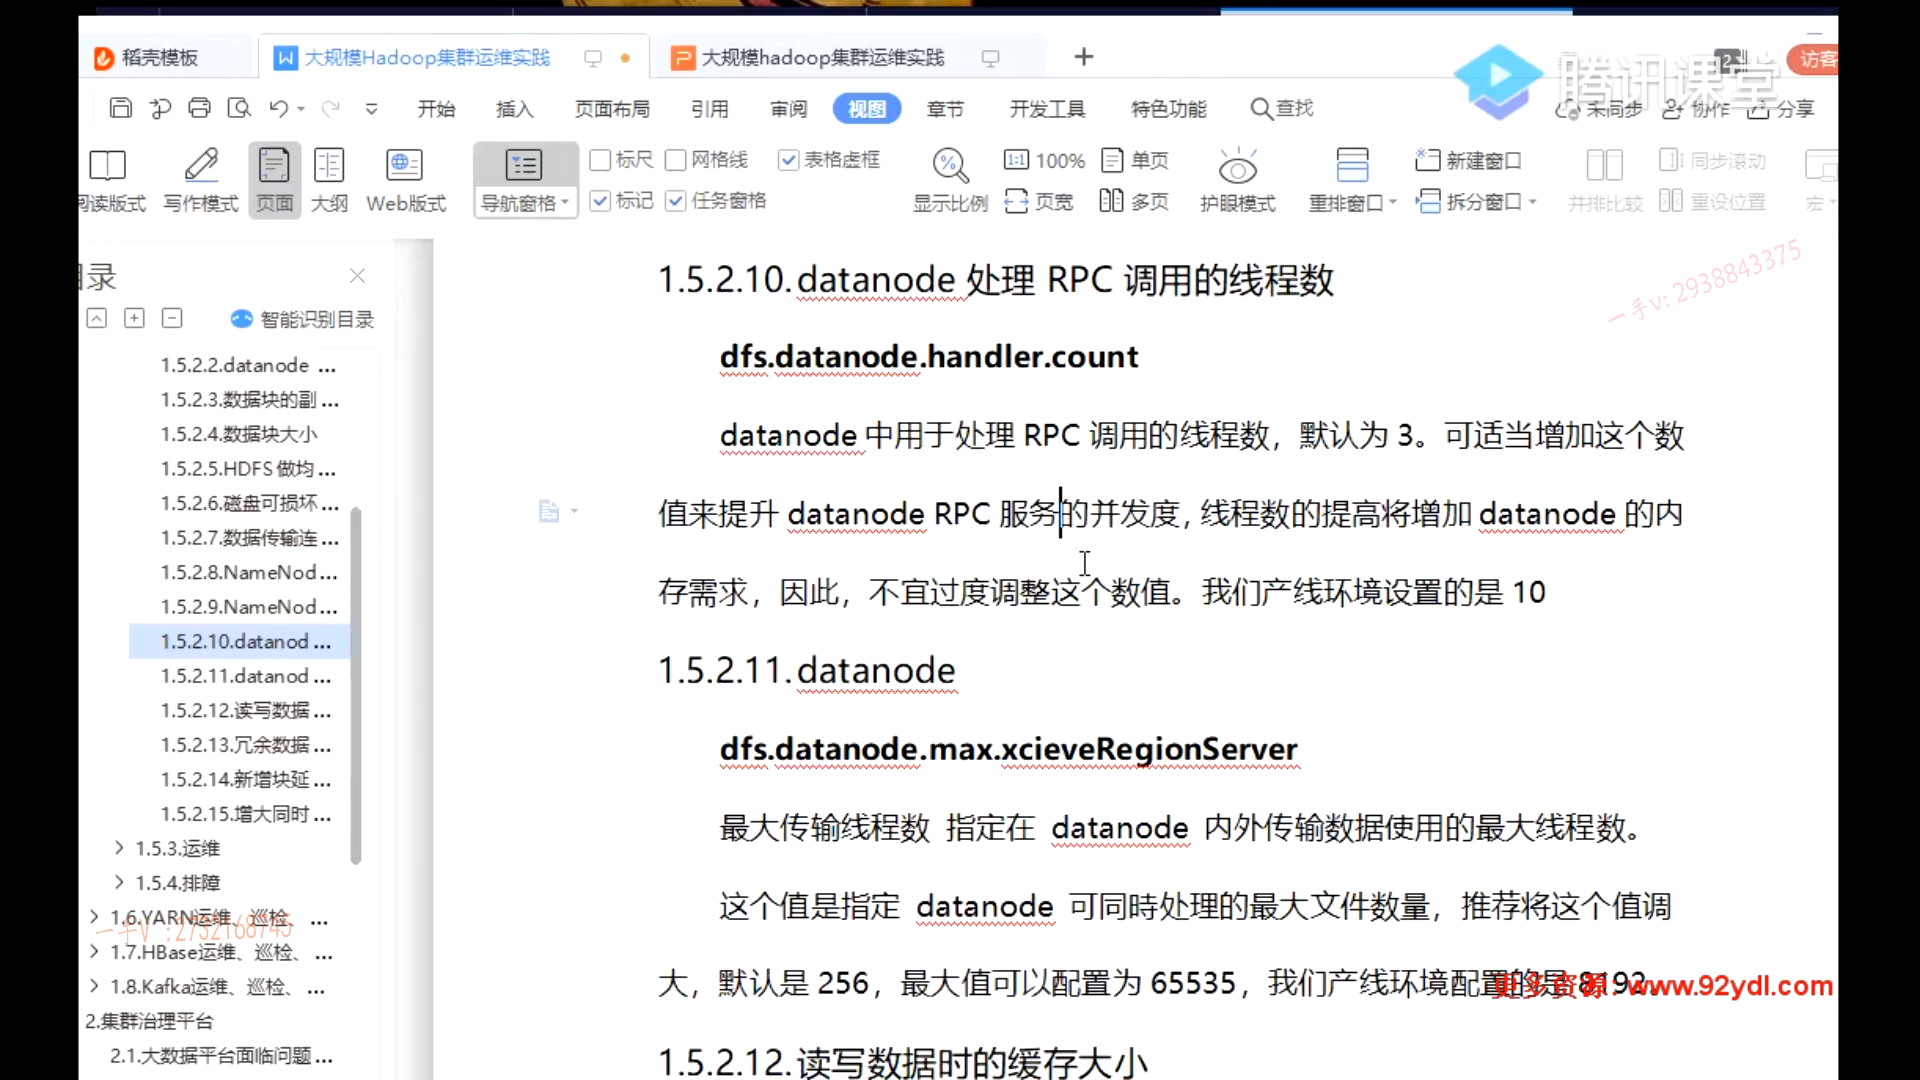 稻壳模板
大规模Hadoop集群运维实践
大规模hadoop集群运维实践
2
访客
腾讯课堂
开始 插入 页面布局 引用 审阅 视图 章节 开发工具 特色功能 查找
未同步 协作 分享
阅读版式 写作模式 页面 大纲 Web版式 导航窗格
标尺 网格线 表格虚框
标记 任务窗格
显示比例 100% 单页 页宽 多页 护眼模式 重排窗口 新建窗口 拆分窗口 并排比较 同步滚动 重设位置 宏
目录
智能识别目录
1.5.2.2.datanode ...
1.5.2.3.数据块的副 ...
1.5.2.4.数据块大小
1.5.2.5.HDFS 做均 ...
1.5.2.6.磁盘可损坏 ...
1.5.2.7.数据传输连 ...
1.5.2.8.NameNod ...
1.5.2.9.NameNod ...
1.5.2.10.datanod ...
1.5.2.11.datanod ...
1.5.2.12.读写数据 ...
1.5.2.13.冗余数据 ...
1.5.2.14.新增块延 ...
1.5.2.15.增大同时 ...
1.5.3.运维
1.5.4.排障
1.6.YARN运维、巡检、 ...
一手V :2732168745
1.7.HBase运维、巡检、 ...
1.8.Kafka运维、巡检、 ...
2.集群治理平台
2.1.大数据平台面临问题 ...
1.5.2.10. datanode 处理 RPC 调用的线程数
一手v: 2938843375
dfs.datanode.handler.count
datanode 中用于处理 RPC 调用的线程数，默认为 3。可适当增加这个数
值来提升 datanode RPC 服务的并发度, 线程数的提高将增加 datanode 的内
存需求，因此，不宜过度调整这个数值。我们产线环境设置的是 10
1.5.2.11. datanode
dfs.datanode.max.xcieveRegionServer
最大传输线程数 指定在 datanode 内外传输数据使用的最大线程数。
这个值是指定 datanode 可同時处理的最大文件数量，推荐将这个值调
大，默认是 256，最大值可以配置为 65535，我们产线环境配置的是 8192。
更多资源：www.92ydl.com
1.5.2.12. 读写数据时的缓存大小